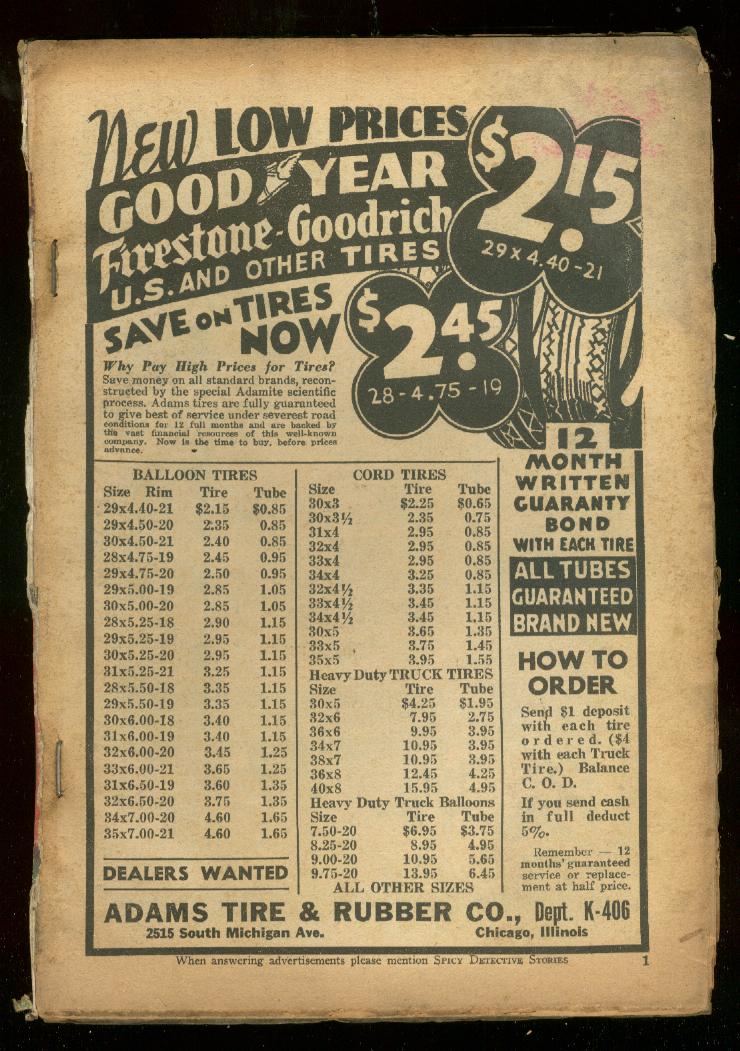 New LOW PRICES
GOOD YEAR
Firestone-Goodrich
U.S. AND OTHER TIRES
$2.15
29x4.40-21
SAVE ON TIRES
NOW
$2.45
28-4.75-19
Why Pay High Prices for Tires?
Save money on all standard brands, recon-
structed by the special Adamite scientific
process. Adams tires are fully guaranteed
to give best of service under severest road
conditions for 12 full months and are backed by
the vast financial resources of this well-known
company. Now is the time to buy, before prices
advance.
BALLOON TIRES
Size Rim Tire Tube
29x4.40-21 $2.15 $0.85
29x4.50-20 2.35 0.85
30x4.50-21 2.40 0.85
28x4.75-19 2.45 0.95
29x4.75-20 2.50 0.95
29x5.00-19 2.85 1.05
30x5.00-20 2.85 1.05
28x5.25-18 2.90 1.15
29x5.25-19 2.95 1.15
30x5.25-20 2.95 1.15
31x5.25-21 3.25 1.15
28x5.50-18 3.35 1.15
29x5.50-19 3.35 1.15
30x6.00-18 3.40 1.15
31x6.00-19 3.40 1.15
32x6.00-20 3.45 1.25
33x6.00-21 3.65 1.25
31x6.50-19 3.60 1.35
32x6.50-20 3.75 1.35
34x7.00-20 4.60 1.65
35x7.00-21 4.60 1.65
DEALERS WANTED
CORD TIRES
Size Tire Tube
30x3 $2.25 $0.65
30x3½ 2.35 0.75
31x4 2.95 0.85
32x4 2.95 0.85
33x4 2.95 0.85
34x4 3.25 0.85
32x4½ 3.35 1.15
33x4½ 3.45 1.15
34x4½ 3.45 1.15
30x5 3.65 1.35
33x5 3.75 1.45
35x5 3.95 1.55
Heavy Duty TRUCK TIRES
Size Tire Tube
30x5 $4.25 $1.95
32x6 7.95 2.75
36x6 9.95 3.95
34x7 10.95 3.95
38x7 10.95 3.95
36x8 12.45 4.25
40x8 15.95 4.95
Heavy Duty Truck Balloons
Size Tire Tube
7.50-20 $6.95 $3.75
8.25-20 8.95 4.95
9.00-20 10.95 5.65
9.75-20 13.95 6.45
ALL OTHER SIZES
12
MONTH
WRITTEN
GUARANTY
BOND
WITH EACH TIRE
ALL TUBES
GUARANTEED
BRAND NEW
HOW TO
ORDER
Send $1 deposit
with each tire
ordered. ($4
with each Truck
Tire.) Balance
C. O. D.
If you send cash
in full deduct
5%.
Remember — 12
months' guaranteed
service or replace-
ment at half price.
ADAMS TIRE & RUBBER CO., Dept. K-406
2515 South Michigan Ave. Chicago, Illinois
When answering advertisements please mention SPICY DETECTIVE STORIES 1